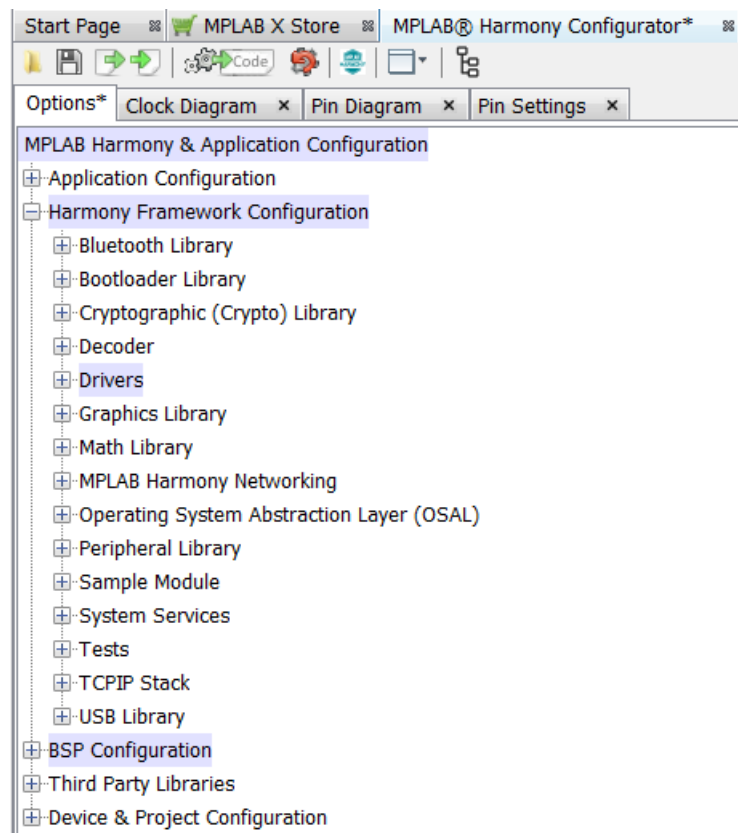 Start Page MPLAB X Store MPLAB® Harmony Configurator*
Code
Options* Clock Diagram × Pin Diagram × Pin Settings ×
MPLAB Harmony & Application Configuration
Application Configuration
Harmony Framework Configuration
Bluetooth Library
Bootloader Library
Cryptographic (Crypto) Library
Decoder
Drivers
Graphics Library
Math Library
MPLAB Harmony Networking
Operating System Abstraction Layer (OSAL)
Peripheral Library
Sample Module
System Services
Tests
TCPIP Stack
USB Library
BSP Configuration
Third Party Libraries
Device & Project Configuration